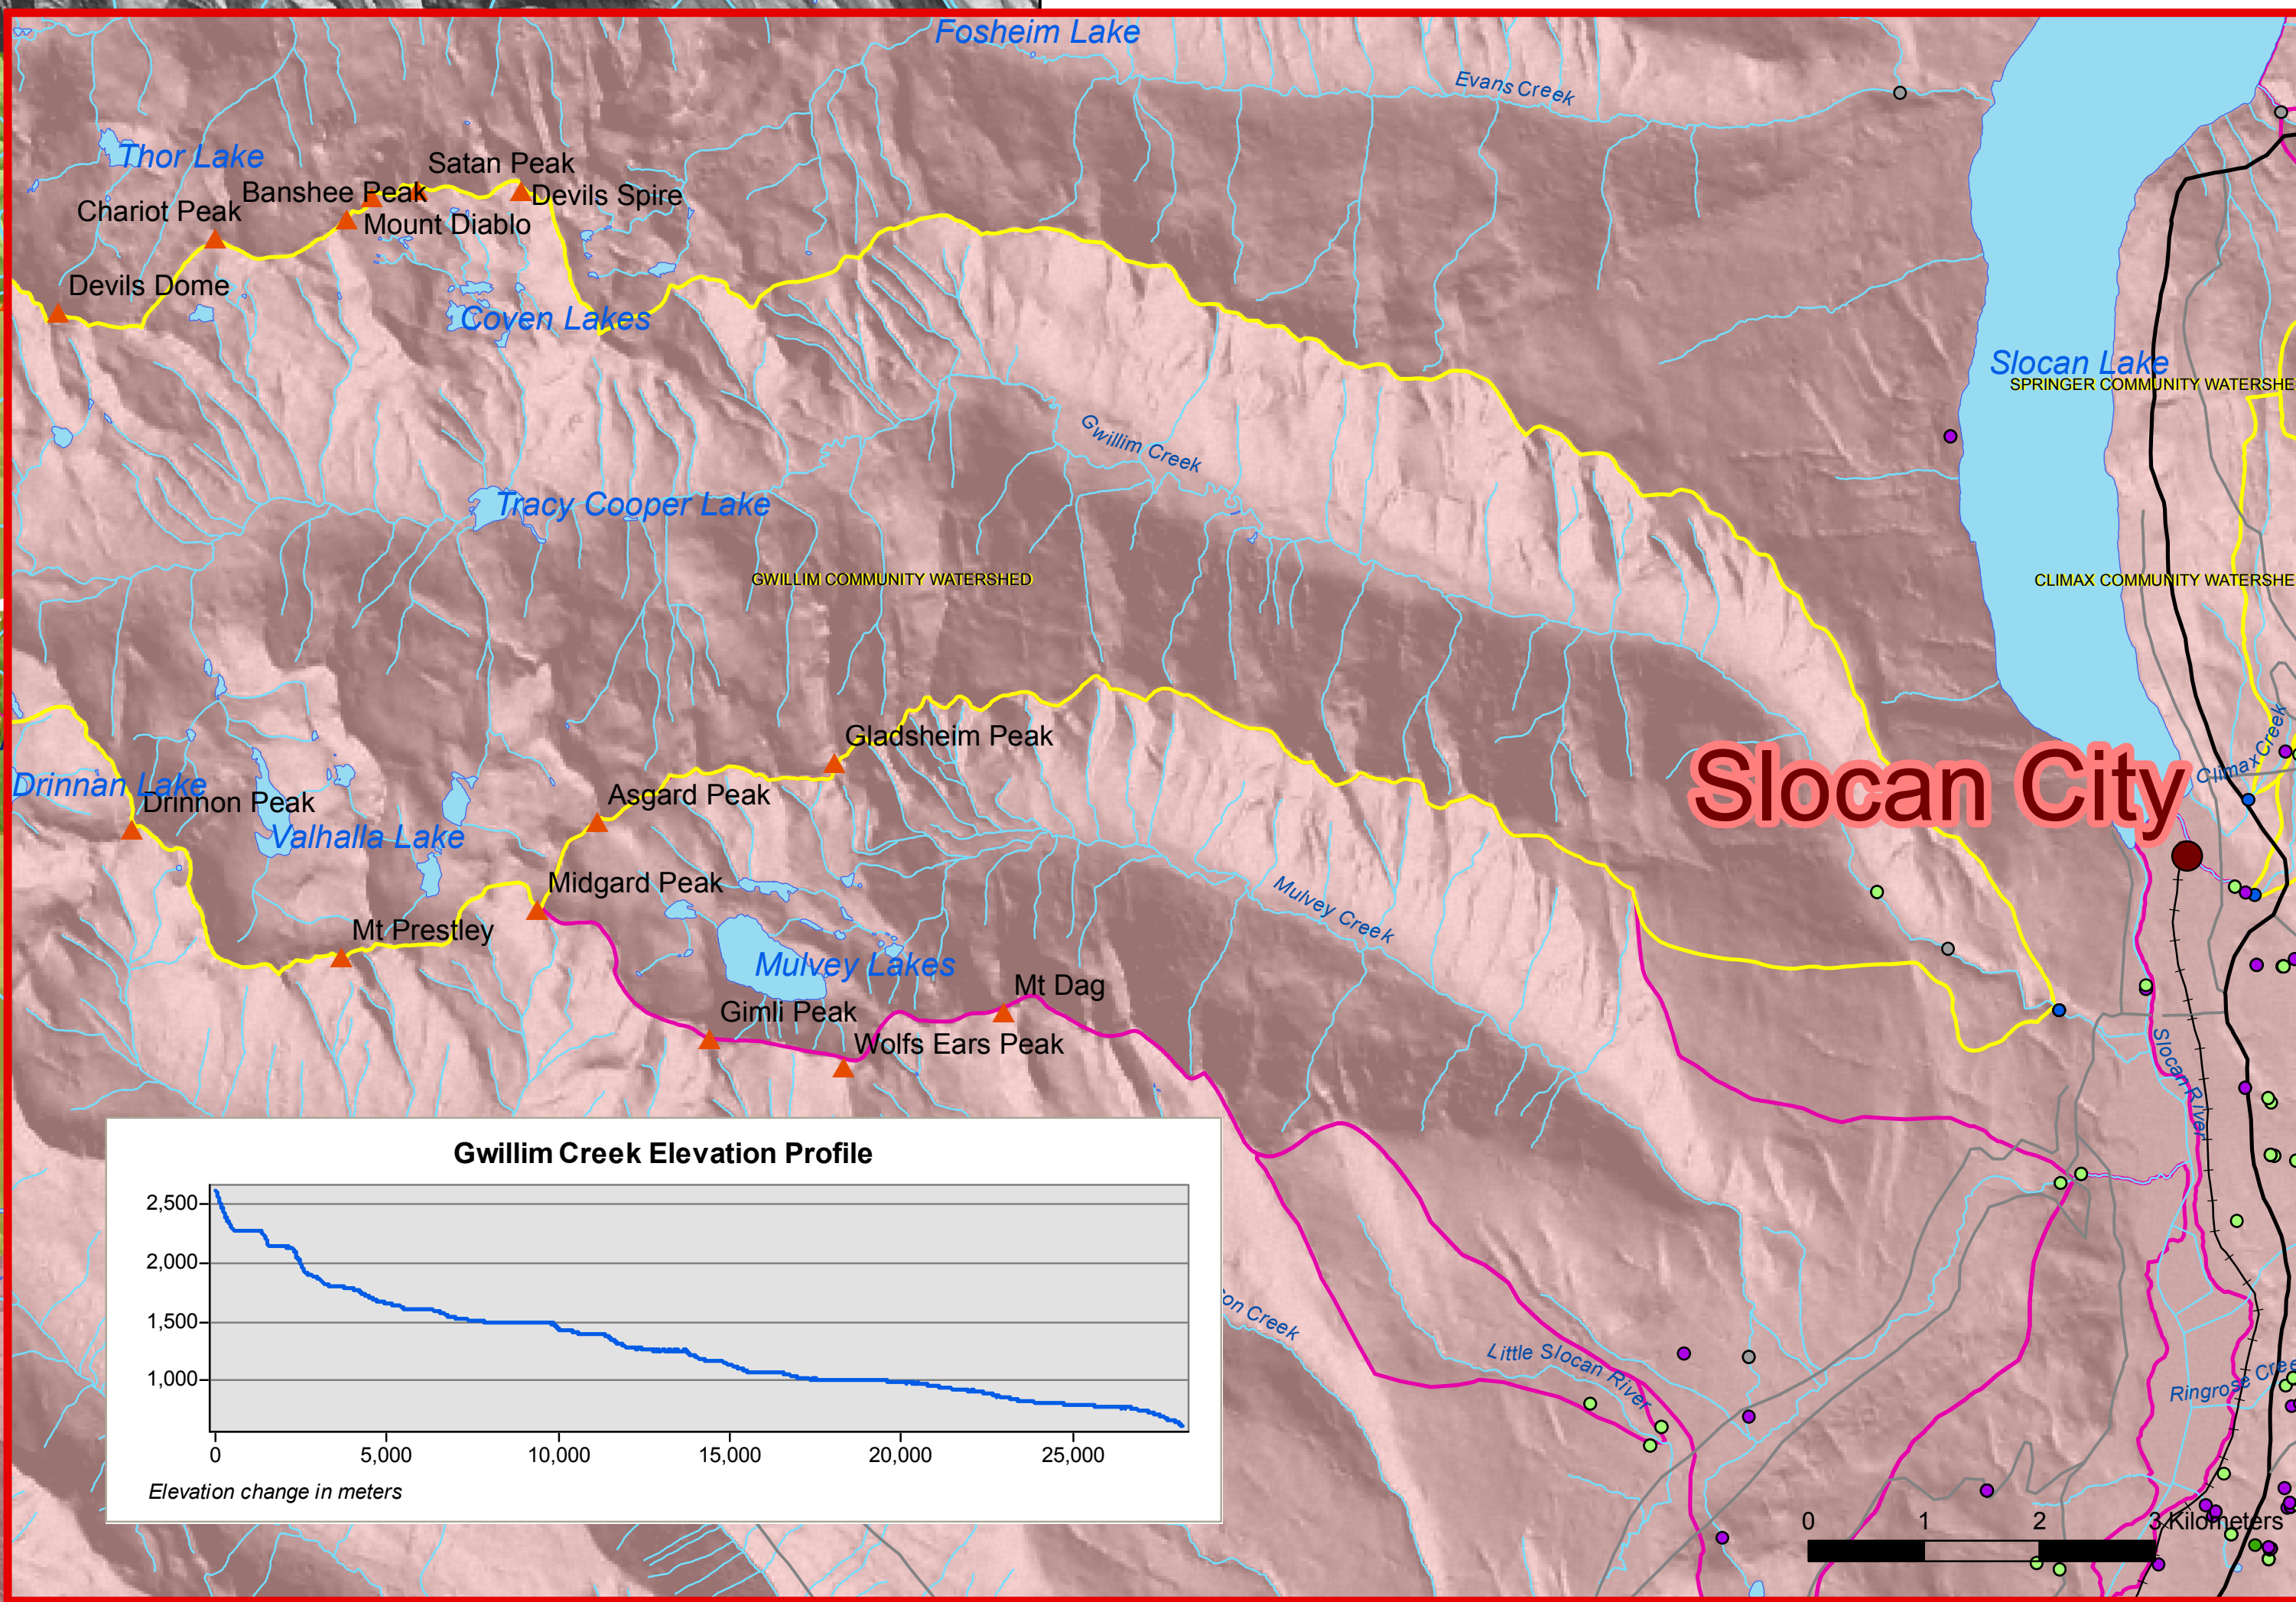 Fosheim Lake
Evans Creek
Thor Lake
Satan Peak
Banshee Peak
Devils Spire
Chariot Peak
Mount Diablo
Devils Dome
Coven Lakes
Slocan Lake
SPRINGER COMMUNITY WATERSHE
Gwillim Creek
Tracy Cooper Lake
GWILLIM COMMUNITY WATERSHED
CLIMAX COMMUNITY WATERSHE
Climax Creek
Gladsheim Peak
Slocan City
Drinnan Lake
Drinnon Peak
Asgard Peak
Valhalla Lake
Midgard Peak
Mulvey Creek
Mt Prestley
Mulvey Lakes
Mt Dag
Gimli Peak
Wolfs Ears Peak
Slocan River
Gwillim Creek Elevation Profile
2,500
2,000
1,500
1,000
0 5,000 10,000 15,000 20,000 25,000
Elevation change in meters
on Creek
Little Slocan River
Ringrose Cree
0 1 2 3 Kilometers